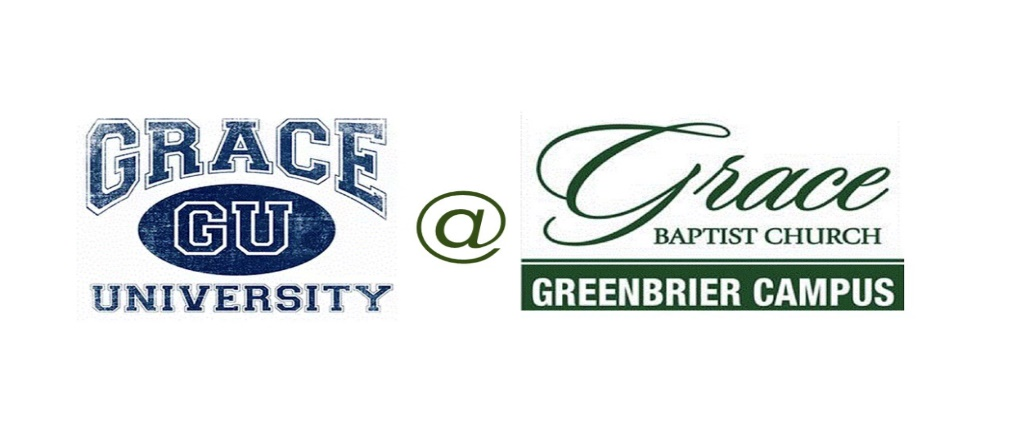 GRACE
GU
UNIVERSITY
@
Grace
BAPTIST CHURCH
GREENBRIER CAMPUS